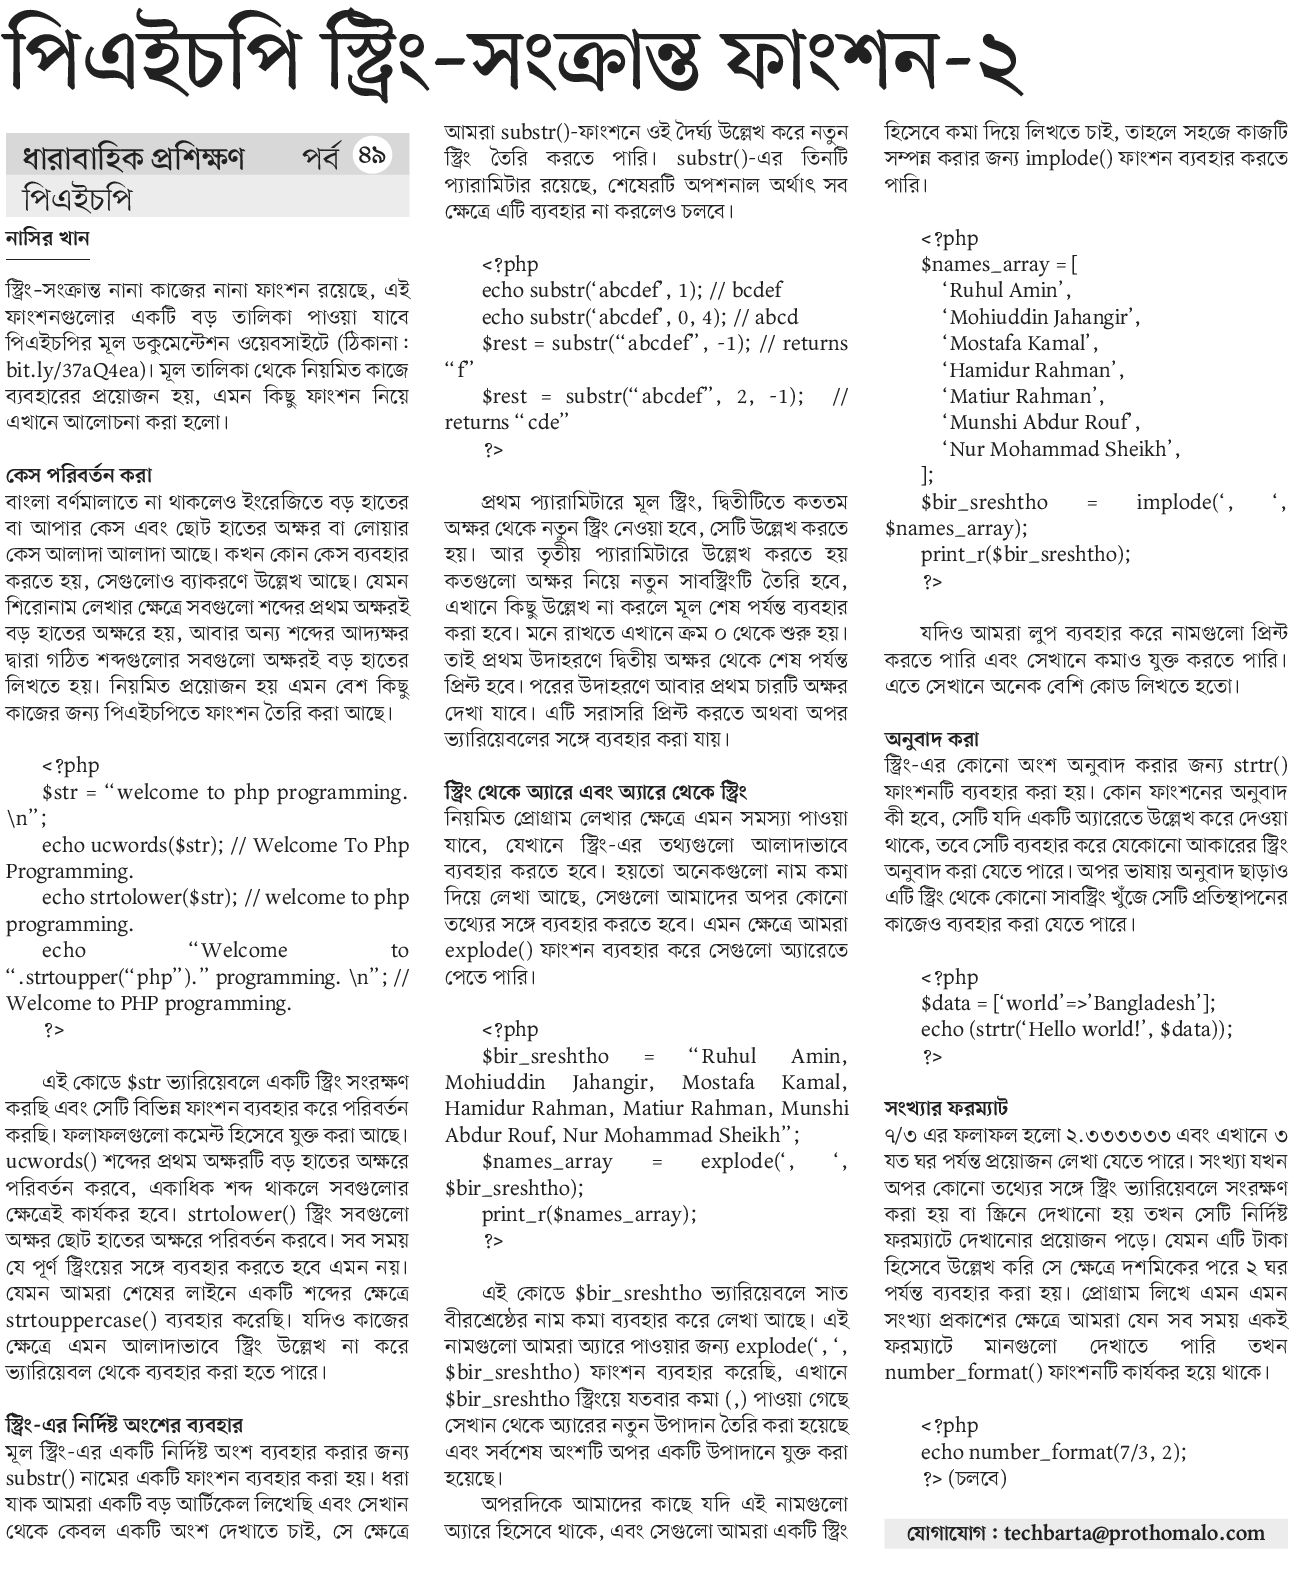 পিএইচপি স্ট্রিং-সংক্রান্ত ফাংশন-২
ধারাবাহিক প্রশিক্ষণ পর্ব ৪৯
পিএইচপি
নাসির খান
স্ট্রিং-সংক্রান্ত নানা কাজের নানা ফাংশন রয়েছে, এই
ফাংশনগুলোর একটি বড় তালিকা পাওয়া যাবে
পিএইচপির মূল ডকুমেন্টেশন ওয়েবসাইটে (ঠিকানা :
bit.ly/37aQ4ea)। মূল তালিকা থেকে নিয়মিত কাজে
ব্যবহারের প্রয়োজন হয়, এমন কিছু ফাংশন নিয়ে
এখানে আলোচনা করা হলো।
কেস পরিবর্তন করা
বাংলা বর্ণমালাতে না থাকলেও ইংরেজিতে বড় হাতের
বা আপার কেস এবং ছোট হাতের অক্ষর বা লোয়ার
কেস আলাদা আলাদা আছে। কখন কোন কেস ব্যবহার
করতে হয়, সেগুলোও ব্যাকরণে উল্লেখ আছে। যেমন
শিরোনাম লেখার ক্ষেত্রে সবগুলো শব্দের প্রথম অক্ষরই
বড় হাতের অক্ষরে হয়, আবার অন্য শব্দের আদ্যক্ষর
দ্বারা গঠিত শব্দগুলোর সবগুলো অক্ষরই বড় হাতের
লিখতে হয়। নিয়মিত প্রয়োজন হয় এমন বেশ কিছু
কাজের জন্য পিএইচপিতে ফাংশন তৈরি করা আছে।
<?php
$str = “welcome to php programming.
\n”;
echo ucwords($str); // Welcome To Php
Programming.
echo strtolower($str); // welcome to php
programming.
echo “Welcome to
“.strtoupper(“php”).” programming. \n”; //
Welcome to PHP programming.
?>
এই কোডে $str ভ্যারিয়েবলে একটি স্ট্রিং সংরক্ষণ
করছি এবং সেটি বিভিন্ন ফাংশন ব্যবহার করে পরিবর্তন
করছি। ফলাফলগুলো কমেন্ট হিসেবে যুক্ত করা আছে।
ucwords() শব্দের প্রথম অক্ষরটি বড় হাতের অক্ষরে
পরিবর্তন করবে, একাধিক শব্দ থাকলে সবগুলোর
ক্ষেত্রেই কার্যকর হবে। strtolower() স্ট্রিং সবগুলো
অক্ষর ছোট হাতের অক্ষরে পরিবর্তন করবে। সব সময়
যে পূর্ণ স্ট্রিংয়ের সঙ্গে ব্যবহার করতে হবে এমন নয়।
যেমন আমরা শেষের লাইনে একটি শব্দের ক্ষেত্রে
strtouppercase() ব্যবহার করেছি। যদিও কাজের
ক্ষেত্রে এমন আলাদাভাবে স্ট্রিং উল্লেখ না করে
ভ্যারিয়েবল থেকে ব্যবহার করা হতে পারে।
স্ট্রিং-এর নির্দিষ্ট অংশের ব্যবহার
মূল স্ট্রিং-এর একটি নির্দিষ্ট অংশ ব্যবহার করার জন্য
substr() নামের একটি ফাংশন ব্যবহার করা হয়। ধরা
যাক আমরা একটি বড় আর্টিকেল লিখেছি এবং সেখান
থেকে কেবল একটি অংশ দেখাতে চাই, সে ক্ষেত্রে
আমরা substr()-ফাংশনে ওই দৈর্ঘ্য উল্লেখ করে নতুন
স্ট্রিং তৈরি করতে পারি। substr()-এর তিনটি
প্যারামিটার রয়েছে, শেষেরটি অপশনাল অর্থাৎ সব
ক্ষেত্রে এটি ব্যবহার না করলেও চলবে।
<?php
echo substr(‘abcdef’, 1); // bcdef
echo substr(‘abcdef’, 0, 4); // abcd
$rest = substr(“abcdef”, -1); // returns
“f”
$rest = substr(“abcdef”, 2, -1); //
returns “cde”
?>
প্রথম প্যারামিটারে মূল স্ট্রিং, দ্বিতীটিতে কততম
অক্ষর থেকে নতুন স্ট্রিং নেওয়া হবে, সেটি উল্লেখ করতে
হয়। আর তৃতীয় প্যারামিটারে উল্লেখ করতে হয়
কতগুলো অক্ষর নিয়ে নতুন সাবস্ট্রিংটি তৈরি হবে,
এখানে কিছু উল্লেখ না করলে মূল শেষ পর্যন্ত ব্যবহার
করা হবে। মনে রাখতে এখানে ক্রম ০ থেকে শুরু হয়।
তাই প্রথম উদাহরণে দ্বিতীয় অক্ষর থেকে শেষ পর্যন্ত
প্রিন্ট হবে। পরের উদাহরণে আবার প্রথম চারটি অক্ষর
দেখা যাবে। এটি সরাসরি প্রিন্ট করতে অথবা অপর
ভ্যারিয়েবলের সঙ্গে ব্যবহার করা যায়।
স্ট্রিং থেকে অ্যারে এবং অ্যারে থেকে স্ট্রিং
নিয়মিত প্রোগ্রাম লেখার ক্ষেত্রে এমন সমস্যা পাওয়া
যাবে, যেখানে স্ট্রিং-এর তথ্যগুলো আলাদাভাবে
ব্যবহার করতে হবে। হয়তো অনেকগুলো নাম কমা
দিয়ে লেখা আছে, সেগুলো আমাদের অপর কোনো
তথ্যের সঙ্গে ব্যবহার করতে হবে। এমন ক্ষেত্রে আমরা
explode() ফাংশন ব্যবহার করে সেগুলো অ্যারেতে
পেতে পারি।
<?php
$bir_sreshtho = “Ruhul Amin,
Mohiuddin Jahangir, Mostafa Kamal,
Hamidur Rahman, Matiur Rahman, Munshi
Abdur Rouf, Nur Mohammad Sheikh”;
$names_array = explode(‘, ‘,
$bir_sreshtho);
print_r($names_array);
?>
এই কোডে $bir_sreshtho ভ্যারিয়েবলে সাত
বীরশ্রেষ্ঠের নাম কমা ব্যবহার করে লেখা আছে। এই
নামগুলো আমরা অ্যারে পাওয়ার জন্য explode(‘, ‘,
$bir_sreshtho) ফাংশন ব্যবহার করেছি, এখানে
$bir_sreshtho স্ট্রিংয়ে যতবার কমা (,) পাওয়া গেছে
সেখান থেকে অ্যারের নতুন উপাদান তৈরি করা হয়েছে
এবং সর্বশেষ অংশটি অপর একটি উপাদানে যুক্ত করা
হয়েছে।
অপরদিকে আমাদের কাছে যদি এই নামগুলো
অ্যারে হিসেবে থাকে, এবং সেগুলো আমরা একটি স্ট্রিং
হিসেবে কমা দিয়ে লিখতে চাই, তাহলে সহজে কাজটি
সম্পন্ন করার জন্য implode() ফাংশন ব্যবহার করতে
পারি।
<?php
$names_array = [
‘Ruhul Amin’,
‘Mohiuddin Jahangir’,
‘Mostafa Kamal’,
‘Hamidur Rahman’,
‘Matiur Rahman’,
‘Munshi Abdur Rouf’,
‘Nur Mohammad Sheikh’,
];
$bir_sreshtho = implode(‘, ‘,
$names_array);
print_r($bir_sreshtho);
?>
যদিও আমরা লুপ ব্যবহার করে নামগুলো প্রিন্ট
করতে পারি এবং সেখানে কমাও যুক্ত করতে পারি।
এতে সেখানে অনেক বেশি কোড লিখতে হতো।
অনুবাদ করা
স্ট্রিং-এর কোনো অংশ অনুবাদ করার জন্য strtr()
ফাংশনটি ব্যবহার করা হয়। কোন ফাংশনের অনুবাদ
কী হবে, সেটি যদি একটি অ্যারেতে উল্লেখ করে দেওয়া
থাকে, তবে সেটি ব্যবহার করে যেকোনো আকারের স্ট্রিং
অনুবাদ করা যেতে পারে। অপর ভাষায় অনুবাদ ছাড়াও
এটি স্ট্রিং থেকে কোনো সাবস্ট্রিং খুঁজে সেটি প্রতিস্থাপনের
কাজেও ব্যবহার করা যেতে পারে।
<?php
$data = [‘world’=>’Bangladesh’];
echo (strtr(‘Hello world!’, $data));
?>
সংখ্যার ফরম্যাট
৭/৩ এর ফলাফল হলো ২.৩৩৩৩৩৩ এবং এখানে ৩
যত ঘর পর্যন্ত প্রয়োজন লেখা যেতে পারে। সংখ্যা যখন
অপর কোনো তথ্যের সঙ্গে স্ট্রিং ভ্যারিয়েবলে সংরক্ষণ
করা হয় বা স্ক্রিনে দেখানো হয় তখন সেটি নির্দিষ্ট
ফরম্যাটে দেখানোর প্রয়োজন পড়ে। যেমন এটি টাকা
হিসেবে উল্লেখ করি সে ক্ষেত্রে দশমিকের পরে ২ ঘর
পর্যন্ত ব্যবহার করা হয়। প্রোগ্রাম লিখে এমন এমন
সংখ্যা প্রকাশের ক্ষেত্রে আমরা যেন সব সময় একই
ফরম্যাটে মানগুলো দেখাতে পারি তখন
number_format() ফাংশনটি কার্যকর হয়ে থাকে।
<?php
echo number_format(7/3, 2);
?> (চলবে)
যোগাযোগ : techbarta@prothomalo.com